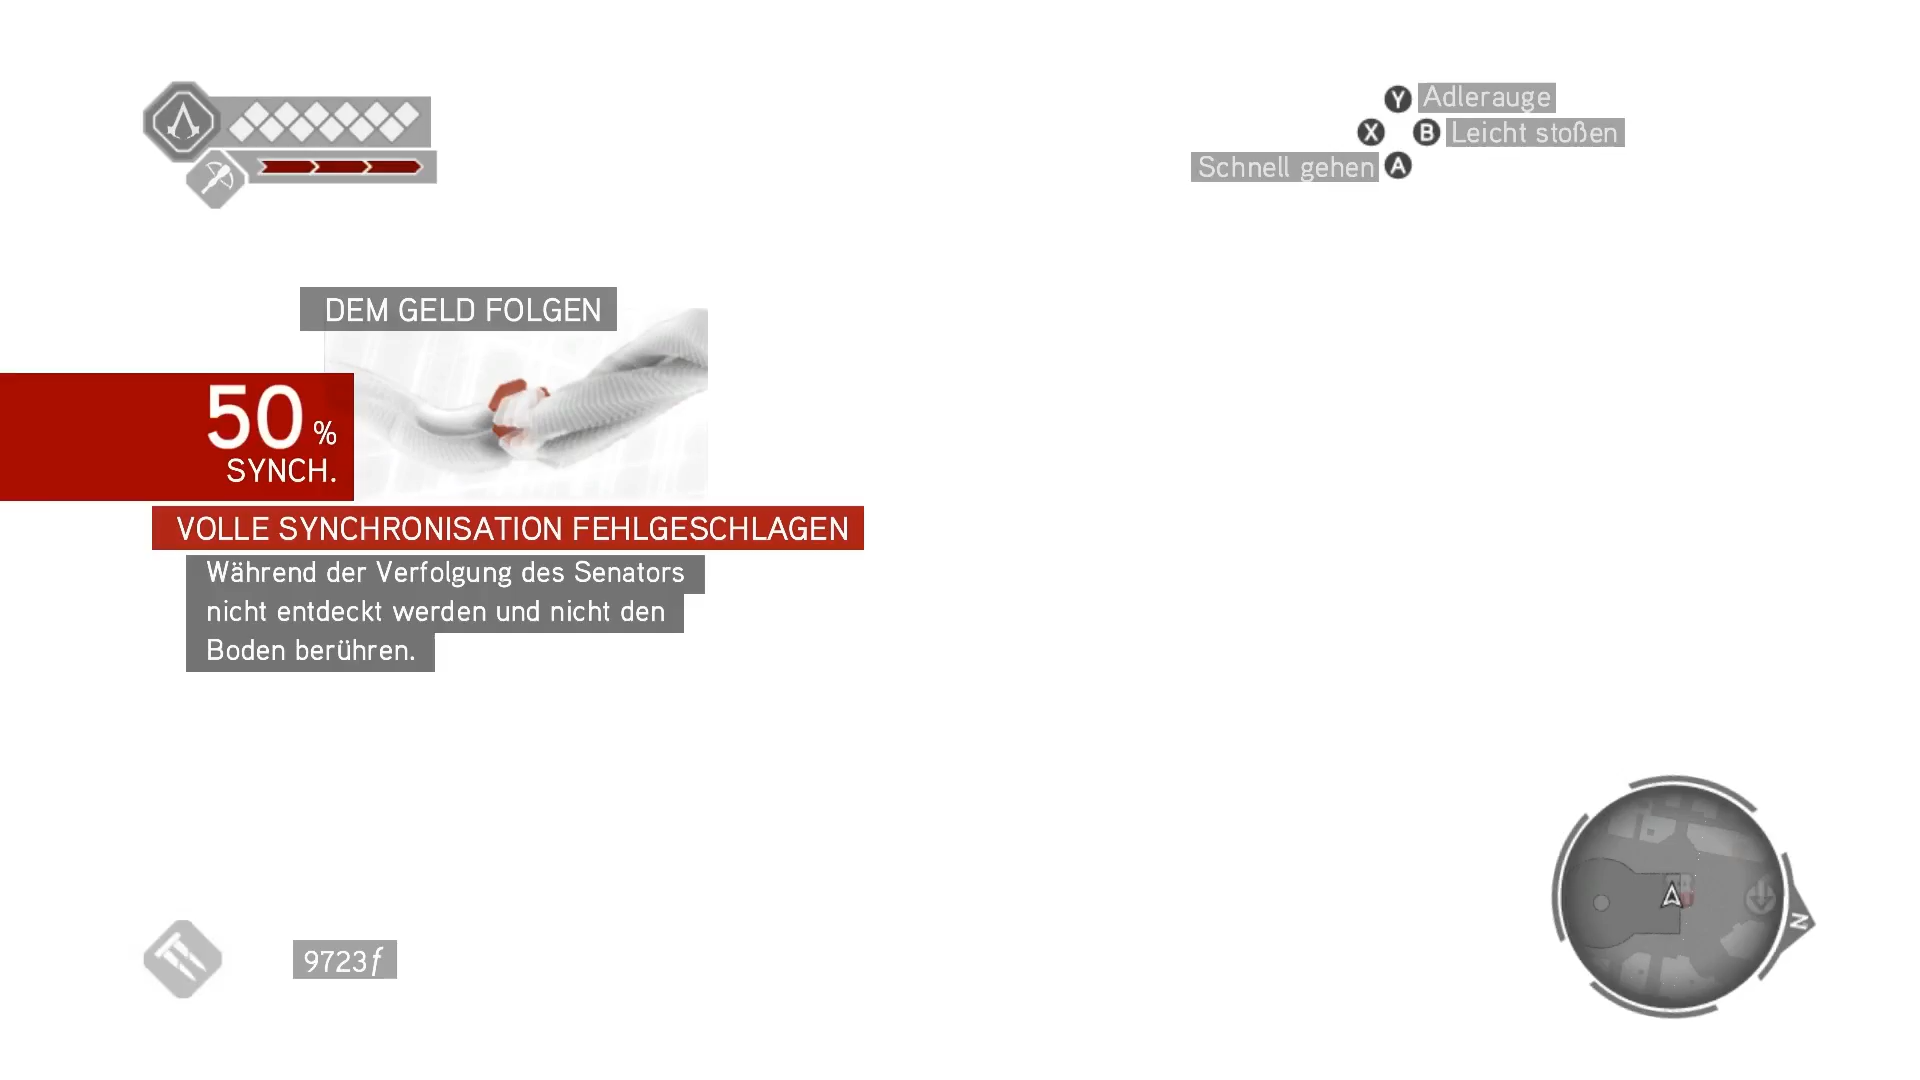 Y Adlerauge
X B Leicht stoßen
Schnell gehen A
DEM GELD FOLGEN
50 %
SYNCH.
VOLLE SYNCHRONISATION FEHLGESCHLAGEN
Während der Verfolgung des Senators
nicht entdeckt werden und nicht den
Boden berühren.
N
9723ƒ